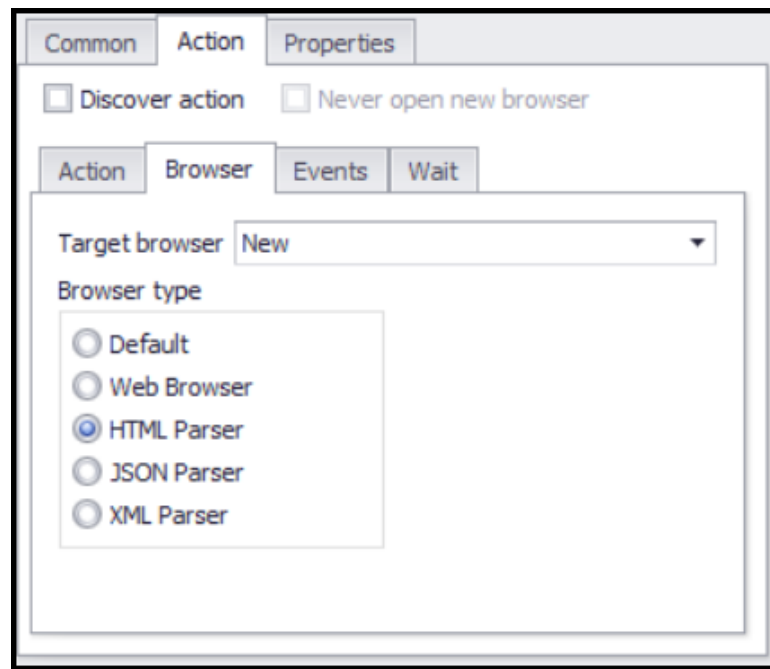 Common Action Properties
Discover action Never open new browser
Action Browser Events Wait
Target browser New
Browser type
Default
Web Browser
HTML Parser
JSON Parser
XML Parser